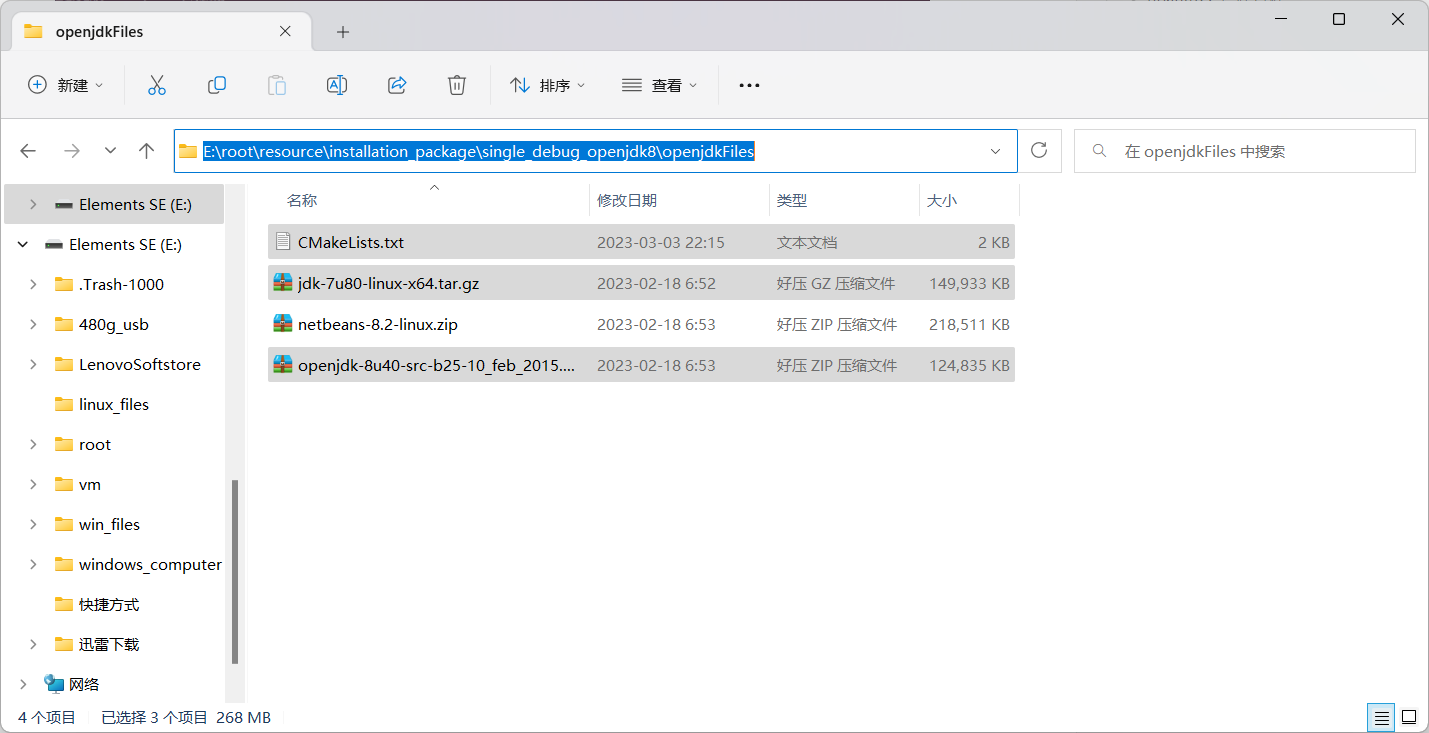 openjdkFiles
新建
排序
查看
E:\root\resource\installation_package\single_debug_openjdk8\openjdkFiles
在 openjdkFiles 中搜索
Elements SE (E:)
Elements SE (E:)
.Trash-1000
480g_usb
LenovoSoftstore
linux_files
root
vm
win_files
windows_computer
快捷方式
迅雷下载
网络
名称 修改日期 类型 大小
CMakeLists.txt 2023-03-03 22:15 文本文档 2 KB
jdk-7u80-linux-x64.tar.gz 2023-02-18 6:52 好压 GZ 压缩文件 149,933 KB
netbeans-8.2-linux.zip 2023-02-18 6:53 好压 ZIP 压缩文件 218,511 KB
openjdk-8u40-src-b25-10_feb_2015.... 2023-02-18 6:53 好压 ZIP 压缩文件 124,835 KB
4 个项目 已选择 3 个项目 268 MB